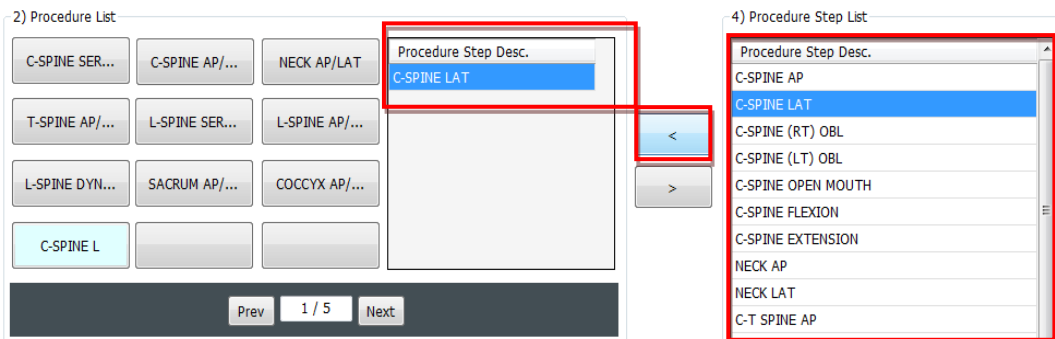 2) Procedure List
C-SPINE SER...
C-SPINE AP/...
NECK AP/LAT
T-SPINE AP/...
L-SPINE SER...
L-SPINE AP/...
L-SPINE DYN...
SACRUM AP/...
COCCYX AP/...
C-SPINE L
Procedure Step Desc.
C-SPINE LAT
Prev
1 / 5
Next
<
>
4) Procedure Step List
Procedure Step Desc.
C-SPINE AP
C-SPINE LAT
C-SPINE (RT) OBL
C-SPINE (LT) OBL
C-SPINE OPEN MOUTH
C-SPINE FLEXION
C-SPINE EXTENSION
NECK AP
NECK LAT
C-T SPINE AP